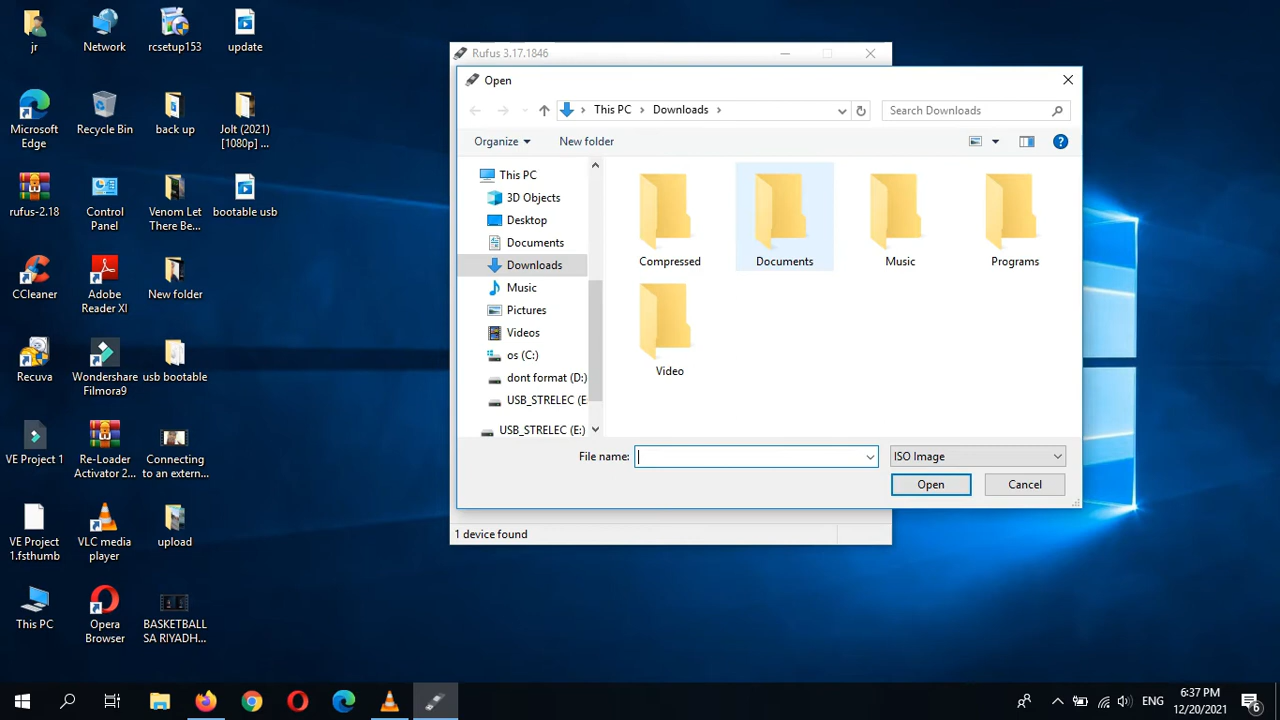 jr
Network
rcsetup153
update
Microsoft
Edge
Recycle Bin
back up
Jolt (2021)
[1080p] ...
rufus-2.18
Control
Panel
Venom Let
There Be...
bootable usb
CCleaner
Adobe
Reader XI
New folder
Recuva
Wondershare
Filmora9
usb bootable
VE Project 1
Re-Loader
Activator 2...
Connecting
to an extern...
VE Project
1.fsthumb
VLC media
player
upload
This PC
Opera
Browser
BASKETBALL
SA RIYADH...
Rufus 3.17.1846
Open
This PC > Downloads >
Search Downloads
Organize
New folder
This PC
3D Objects
Desktop
Documents
Downloads
Music
Pictures
Videos
os (C:)
dont format (D:)
USB_STRELEC (E
USB_STRELEC (E:)
Compressed
Documents
Music
Programs
Video
File name:
ISO Image
Open
Cancel
1 device found
ENG
6:37 PM
12/20/2021
6